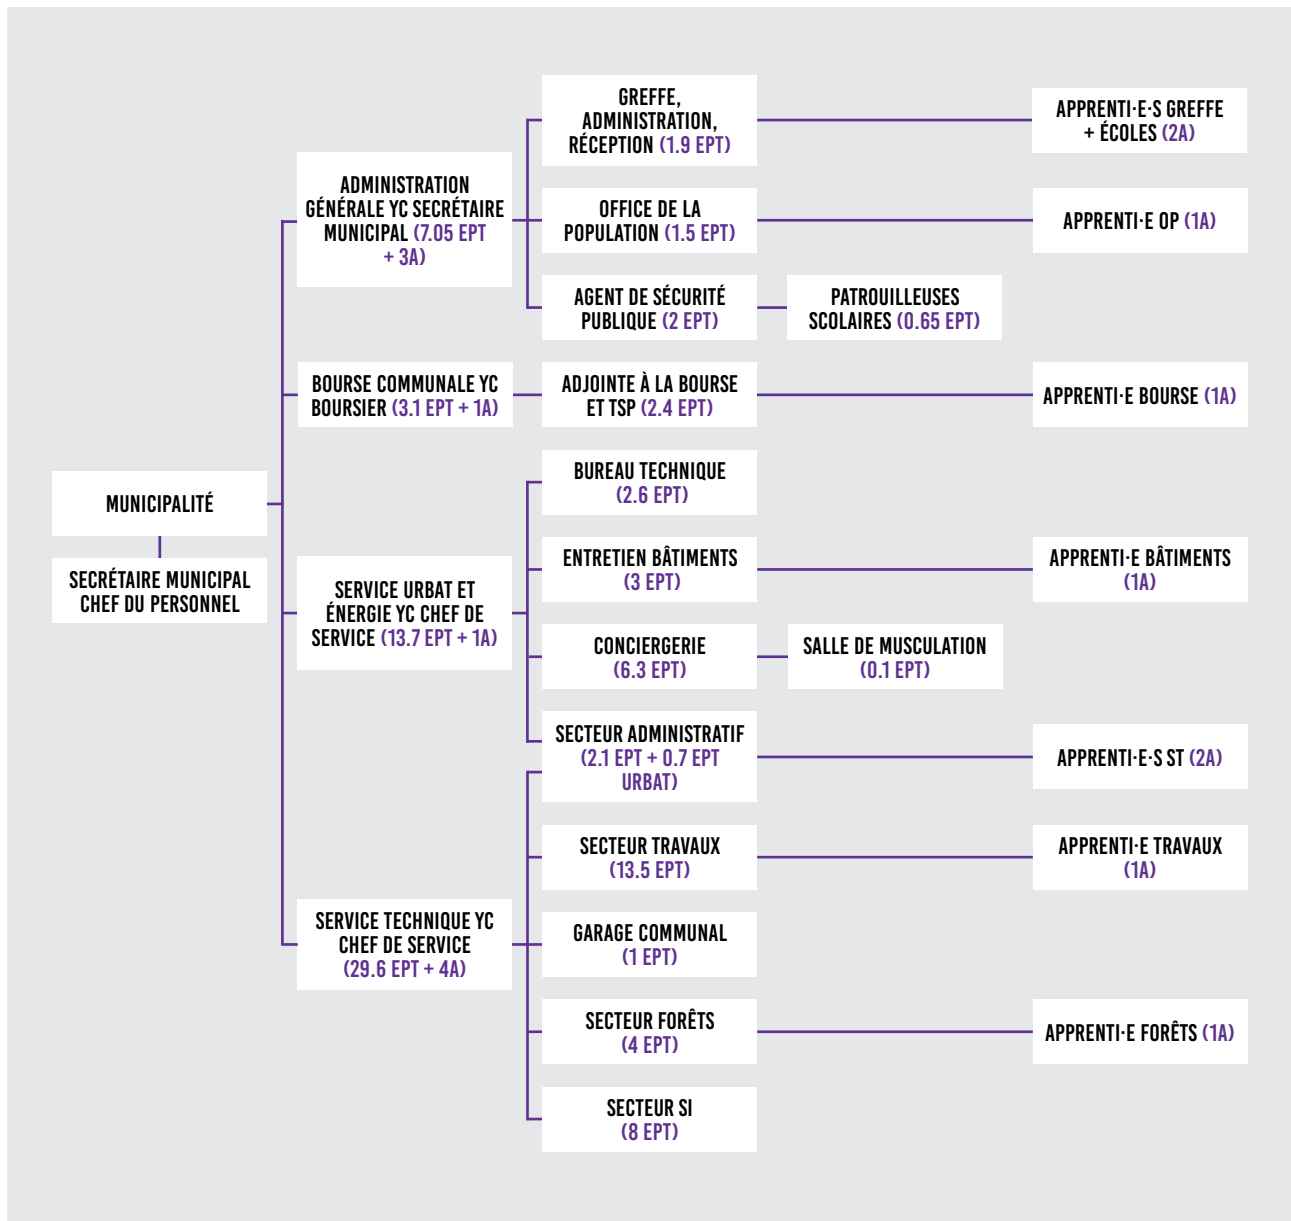 GREFFE,
ADMINISTRATION,
RÉCEPTION (1.9 EPT)
APPRENTI·E·S GREFFE
+ ÉCOLES (2A)
ADMINISTRATION
GÉNÉRALE YC SECRÉTAIRE
MUNICIPAL (7.05 EPT
+ 3A)
OFFICE DE LA
POPULATION (1.5 EPT)
APPRENTI·E OP (1A)
AGENT DE SÉCURITÉ
PUBLIQUE (2 EPT)
PATROUILLEUSES
SCOLAIRES (0.65 EPT)
BOURSE COMMUNALE YC
BOURSIER (3.1 EPT + 1A)
ADJOINTE À LA BOURSE
ET TSP (2.4 EPT)
APPRENTI·E BOURSE (1A)
MUNICIPALITÉ
SECRÉTAIRE MUNICIPAL
CHEF DU PERSONNEL
BUREAU TECHNIQUE
(2.6 EPT)
ENTRETIEN BÂTIMENTS
(3 EPT)
APPRENTI·E BÂTIMENTS
(1A)
SERVICE URBAT ET
ÉNERGIE YC CHEF DE
SERVICE (13.7 EPT + 1A)
CONCIERGERIE
(6.3 EPT)
SALLE DE MUSCULATION
(0.1 EPT)
SECTEUR ADMINISTRATIF
(2.1 EPT + 0.7 EPT
URBAT)
APPRENTI·E·S ST (2A)
SECTEUR TRAVAUX
(13.5 EPT)
APPRENTI·E TRAVAUX
(1A)
SERVICE TECHNIQUE YC
CHEF DE SERVICE
(29.6 EPT + 4A)
GARAGE COMMUNAL
(1 EPT)
SECTEUR FORÊTS
(4 EPT)
APPRENTI·E FORÊTS (1A)
SECTEUR SI
(8 EPT)